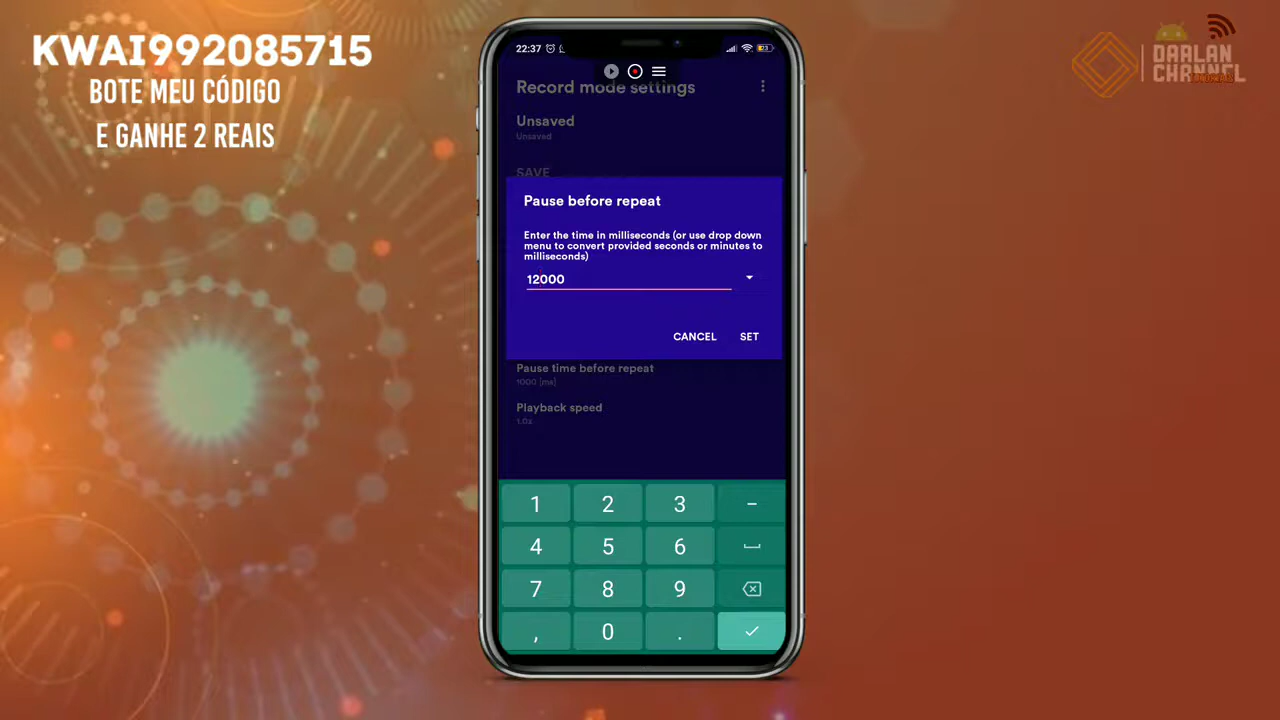 KWAI992085715
BOTE MEU CÓDIGO
E GANHE 2 REAIS
DARLAN
CHANNEL
22:37
23
Record mode settings
Unsaved
Unsaved
SAVE
Pause before repeat
Enter the time in milliseconds (or use drop down
menu to convert provided seconds or minutes to
milliseconds)
12000
CANCEL SET
Pause time before repeat
1000 [ms]
Playback speed
1.0x
1 2 3 -
4 5 6
7 8 9
, 0 .